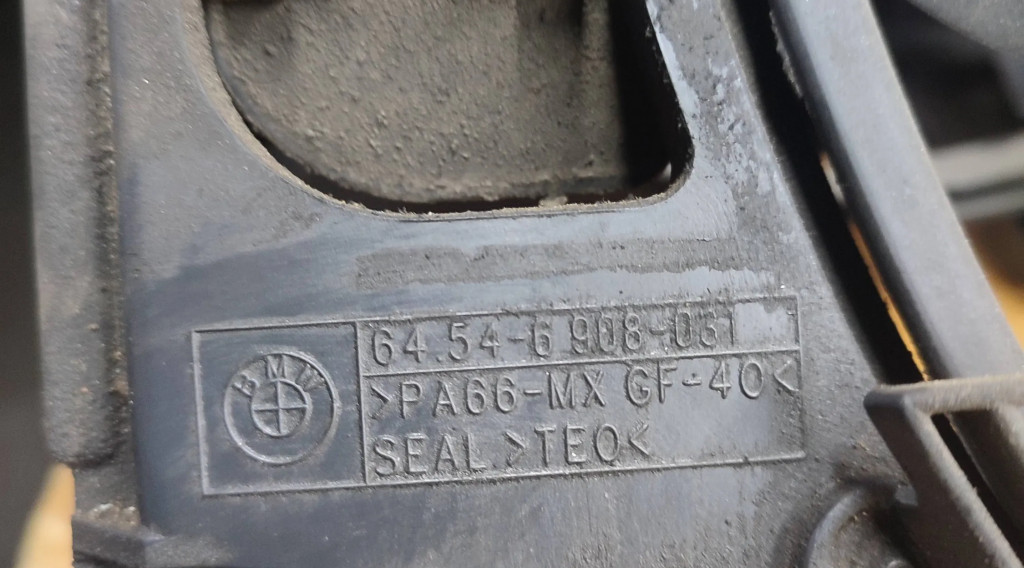 BMW
64.54-6 908-031
>PA66-MX GF-40<
SEAL >TEO<